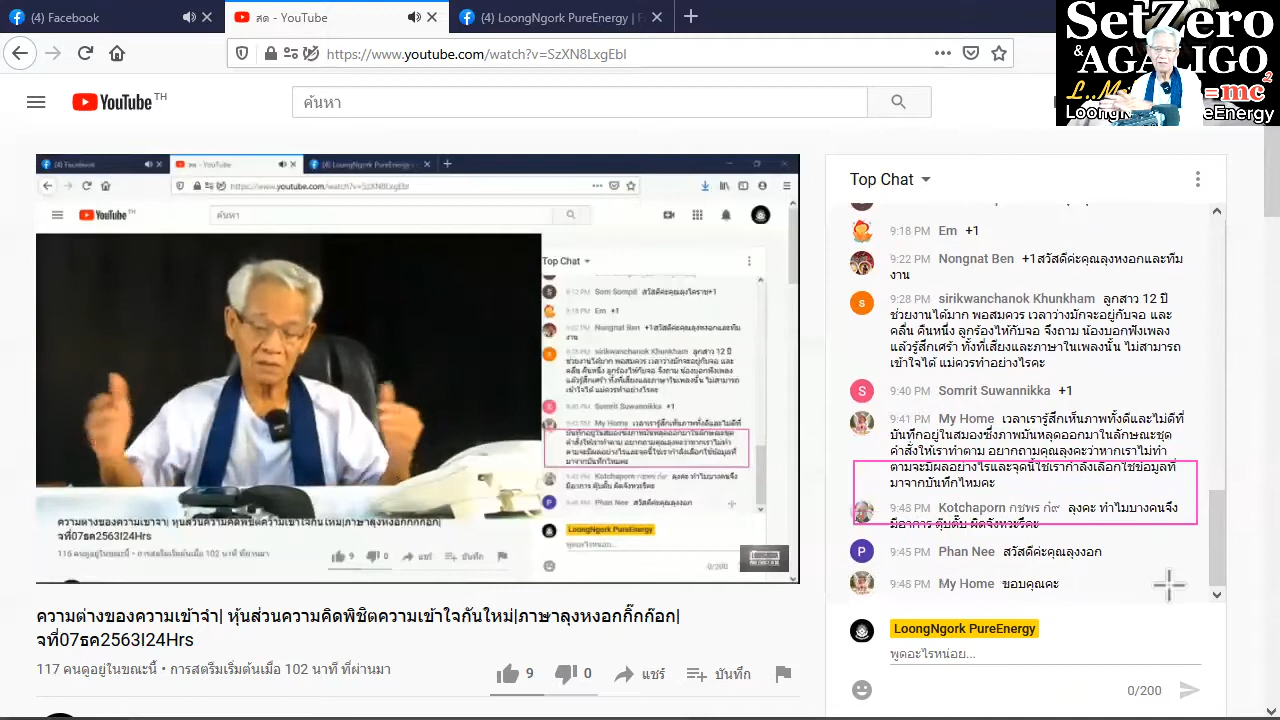 (4) Facebook
สด - YouTube
(4) LoongNgork PureEnergy | F
https://www.youtube.com/watch?v=SzXN8LxgEbI
SetZero
& AGALIGO
=mc²
YouTube TH
ค้นหา
Top Chat
9:18 PM Em +1
9:22 PM Nongnat Ben +1สวัสดีค่ะคุณลุงหงอกและทีม
งาน
9:28 PM sirikwanchanok Khunkham ลูกสาว 12 ปี
ช่วยงานได้มาก พอสมควร เวลาว่างมักจะอยู่กับจอ และ
คลื่น คืนหนึ่ง ลูกร้องไห้กับจอ จึงถาม น้องบอกฟังเพลง
แล้วรู้สึกเศร้า ทั้งที่เสียงและภาษาในเพลงนั้น ไม่สามารถ
เข้าใจได้ แม่ควรทำอย่างไรคะ
9:40 PM Somrit Suwannikka +1
9:41 PM My Home เวลาเรารู้สึกเห็นภาพทั้งดีและไม่ดีที่
บันทึกอยู่ในสมองซึ่งภาพมันหลุดออกมาในลักษณะชุด
คำสั่งให้เราทำตาม อยากถามคุณลุงคะว่าหากเราไม่ทำ
ตามจะมีผลอย่างไรและจุดนี้ใช่เรากำลังเลือกใช้ข้อมูลที่
มาจากบันทึกไหมคะ
9:48 PM Kotchaporn กชพร ก๙ ลุงคะ ทำไมบางคนจึง
มีอาการ คุ้บดั้บ ผิดจังหวะรึคะ
9:45 PM Phan Nee สวัสดีค่ะคุณลุงงอก
9:48 PM My Home ขอบคุณคะ
LoongNgork PureEnergy
พูดอะไรหน่อย...
0/200
ความต่างของความเข้าจำ| หุ้นส่วนความคิดพิชิตความเข้าใจกันใหม่|ภาษาลุงหงอกกิ๊กก๊อก|
จที่07ธค2563I24Hrs
117 คนดูอยู่ในขณะนี้ • การสตรีมเริ่มต้นเมื่อ 102 นาที ที่ผ่านมา
9 0 แชร์ บันทึก